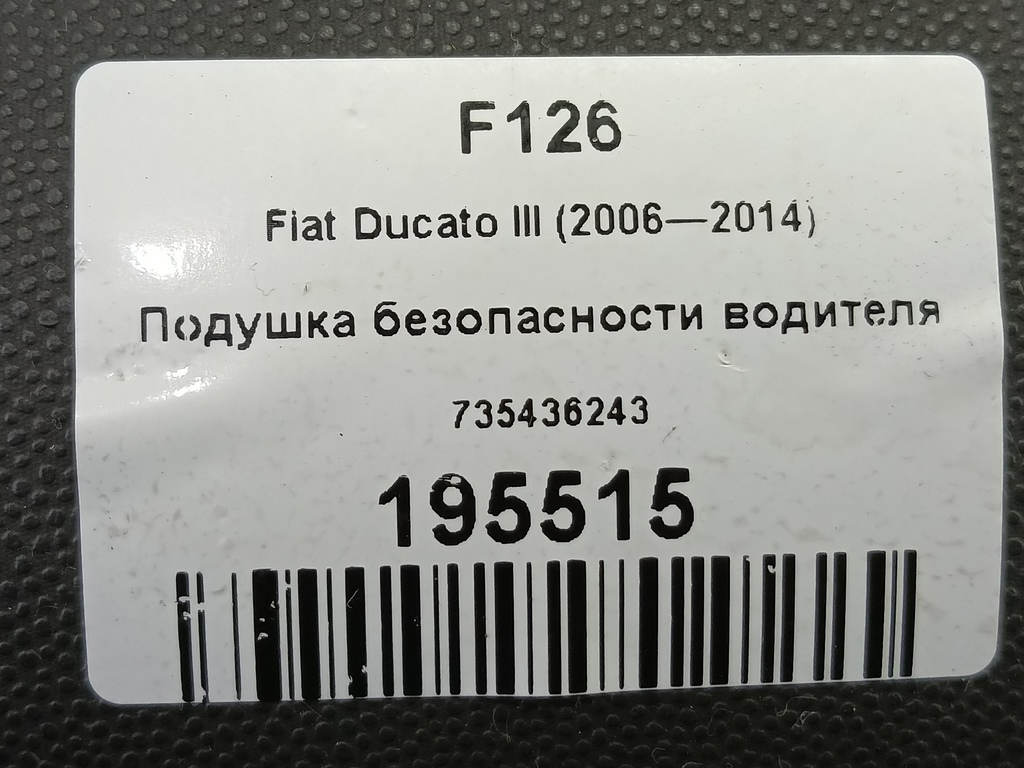 F126
Fiat Ducato III (2006—2014)
Подушка безопасности водителя
735436243
195515